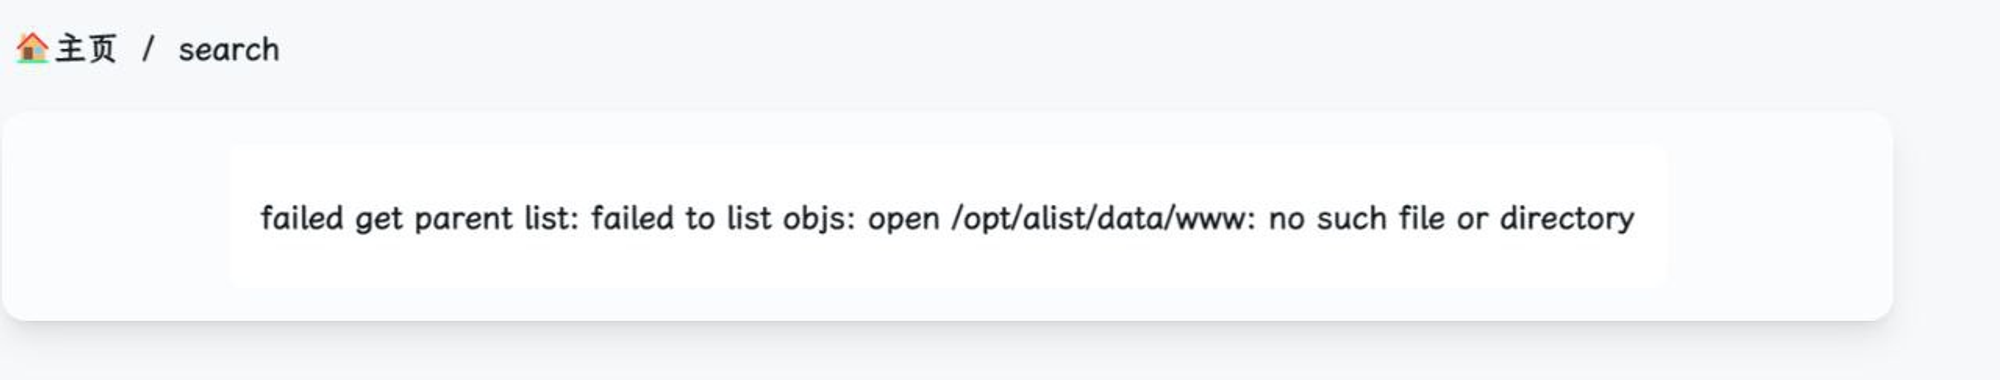 🏠主页 / search
failed get parent list: failed to list objs: open /opt/alist/data/www: no such file or directory